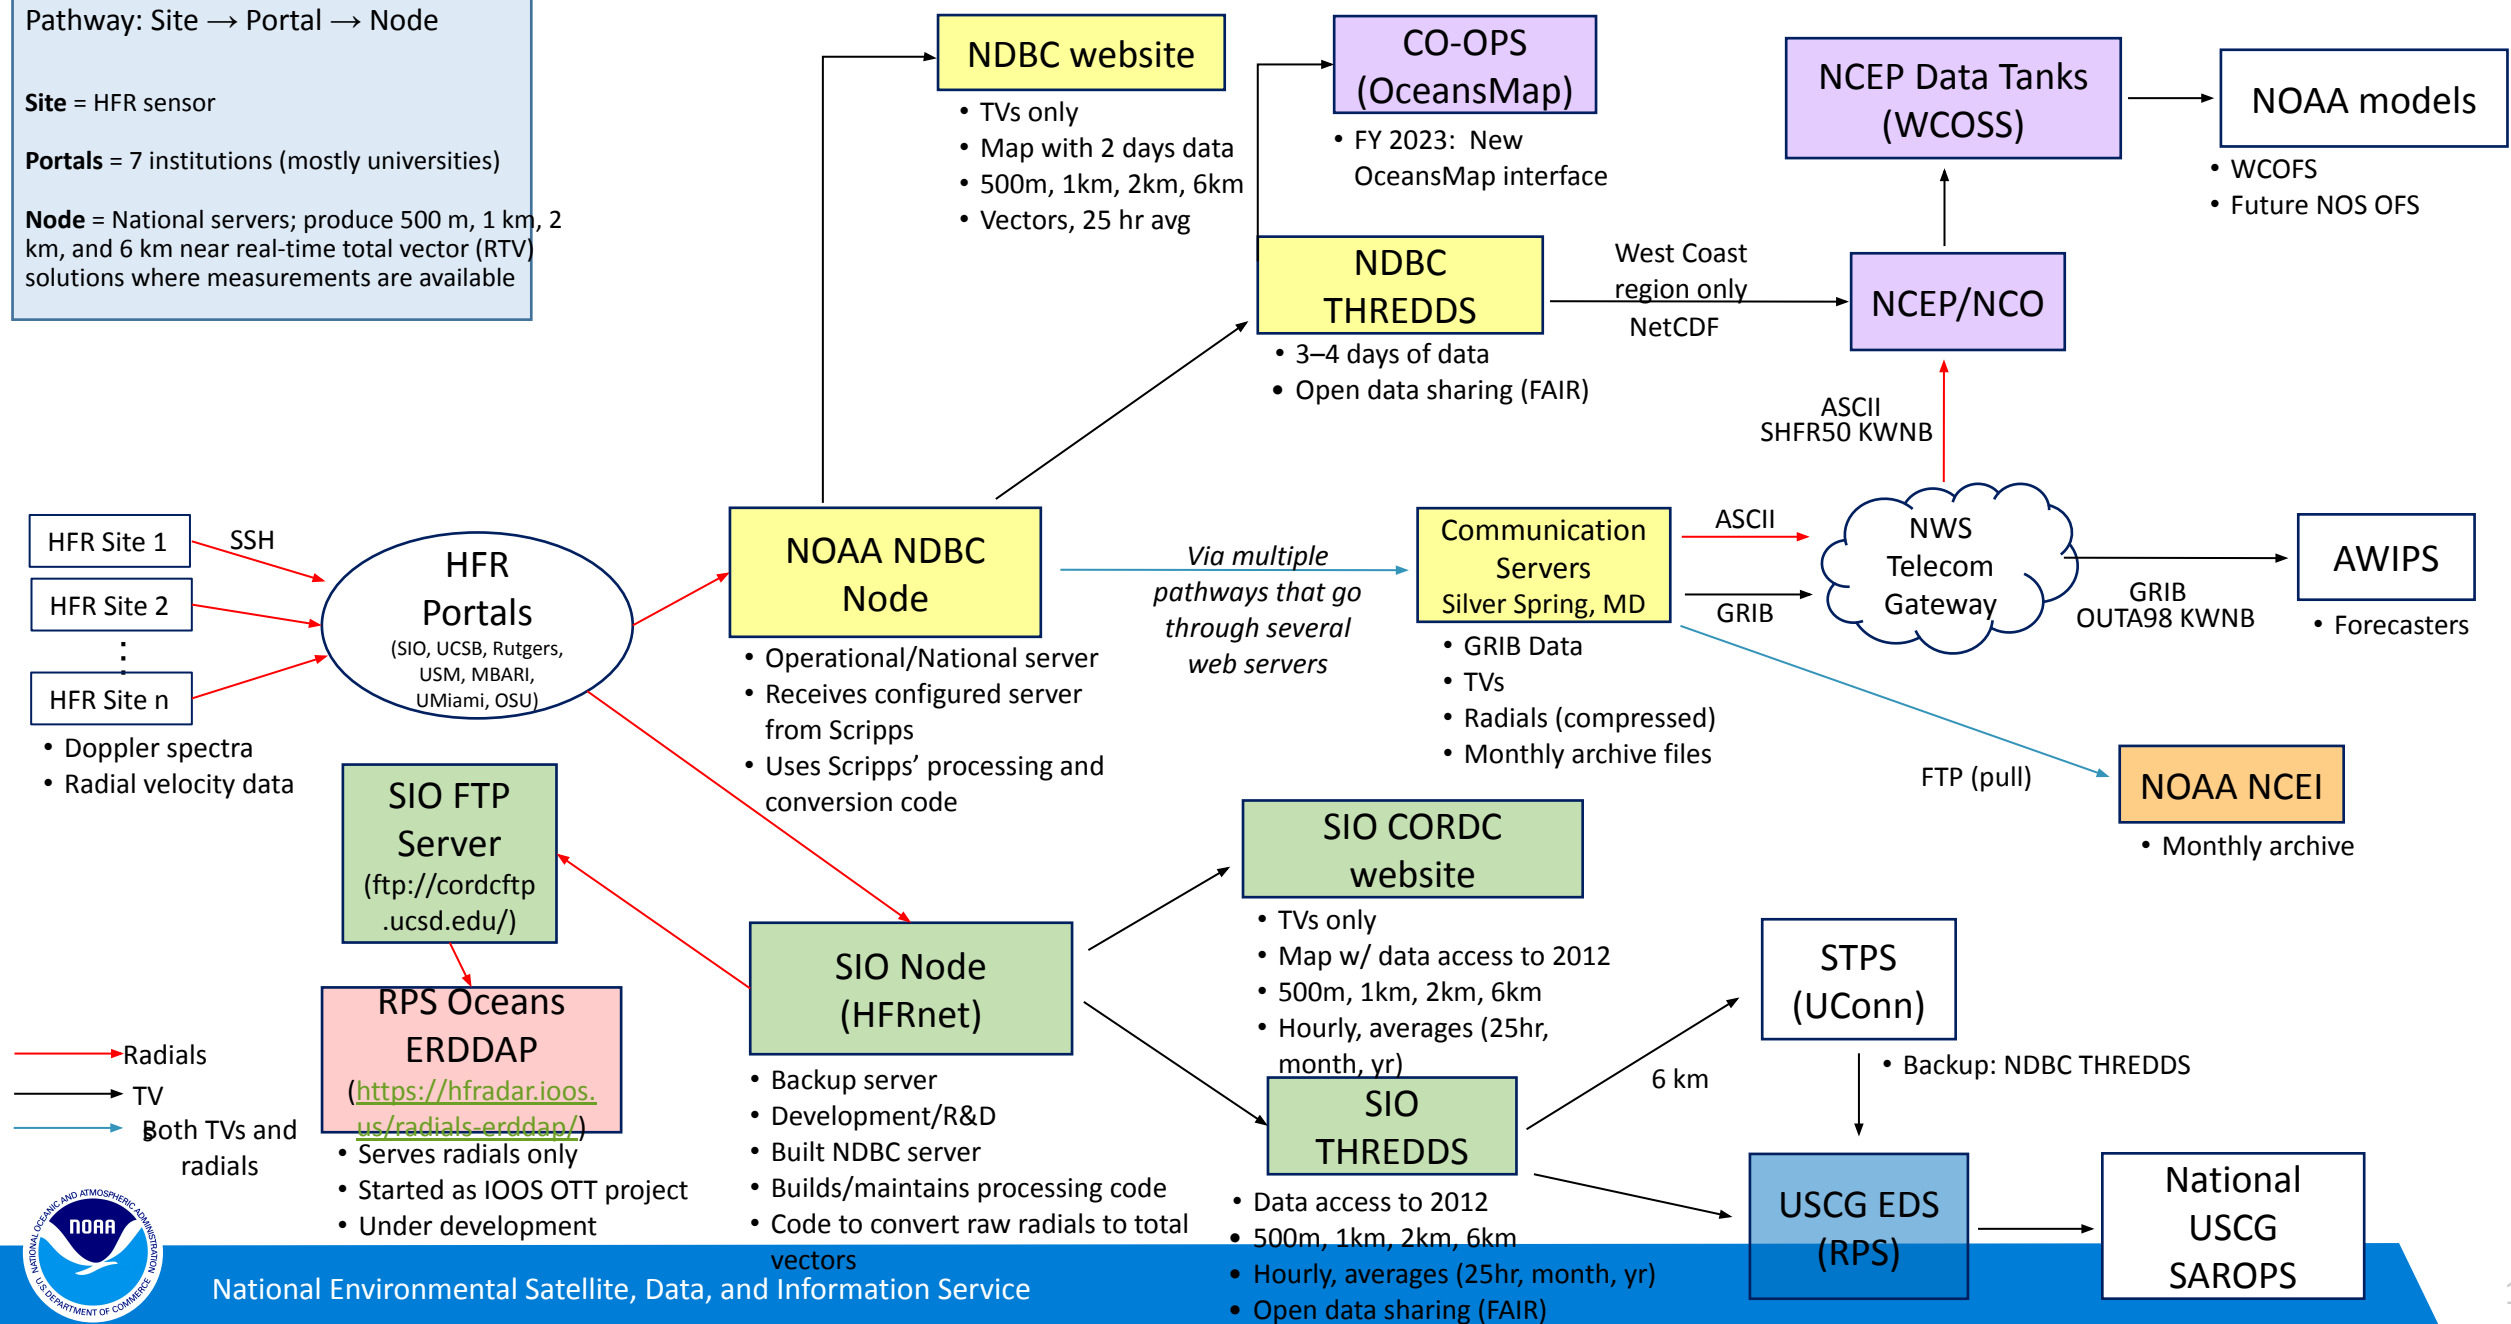 Pathway: Site → Portal → Node
Site = HFR sensor
Portals = 7 institutions (mostly universities)
Node = National servers; produce 500 m, 1 km, 2
km, and 6 km near real-time total vector (RTV)
solutions where measurements are available
NDBC website
• TVs only
• Map with 2 days data
• 500m, 1km, 2km, 6km
• Vectors, 25 hr avg
CO-OPS
(OceansMap)
• FY 2023: New
OceansMap interface
NCEP Data Tanks
(WCOSS)
NOAA models
• WCOFS
• Future NOS OFS
NDBC
THREDDS
• 3–4 days of data
• Open data sharing (FAIR)
West Coast
region only
NetCDF
NCEP/NCO
ASCII
SHFR50 KWNB
HFR Site 1
HFR Site 2
⋮
HFR Site n
SSH
• Doppler spectra
• Radial velocity data
HFR
Portals
(SIO, UCSB, Rutgers,
USM, MBARI,
UMiami, OSU)
NOAA NDBC
Node
• Operational/National server
• Receives configured server
from Scripps
• Uses Scripps’ processing and
conversion code
Via multiple
pathways that go
through several
web servers
Communication
Servers
Silver Spring, MD
• GRIB Data
• TVs
• Radials (compressed)
• Monthly archive files
ASCII
GRIB
NWS
Telecom
Gateway
GRIB
OUTA98 KWNB
AWIPS
• Forecasters
FTP (pull)
NOAA NCEI
• Monthly archive
SIO FTP
Server
(ftp://cordcftp
.ucsd.edu/)
RPS Oceans
ERDDAP
(https://hfradar.ioos.
us/radials-erddap/)
• Serves radials only
• Started as IOOS OTT project
• Under development
SIO Node
(HFRnet)
• Backup server
• Development/R&D
• Built NDBC server
• Builds/maintains processing code
• Code to convert raw radials to total
vectors
SIO CORDC
website
• TVs only
• Map w/ data access to 2012
• 500m, 1km, 2km, 6km
• Hourly, averages (25hr,
month, yr)
SIO
THREDDS
• Data access to 2012
• 500m, 1km, 2km, 6km
• Hourly, averages (25hr, month, yr)
• Open data sharing (FAIR)
6 km
STPS
(UConn)
• Backup: NDBC THREDDS
USCG EDS
(RPS)
National
USCG
SAROPS
Radials
TV
s
Both TVs and
radials
NATIONAL OCEANIC AND ATMOSPHERIC ADMINISTRATION
NOAA
U.S. DEPARTMENT OF COMMERCE
National Environmental Satellite, Data, and Information Service